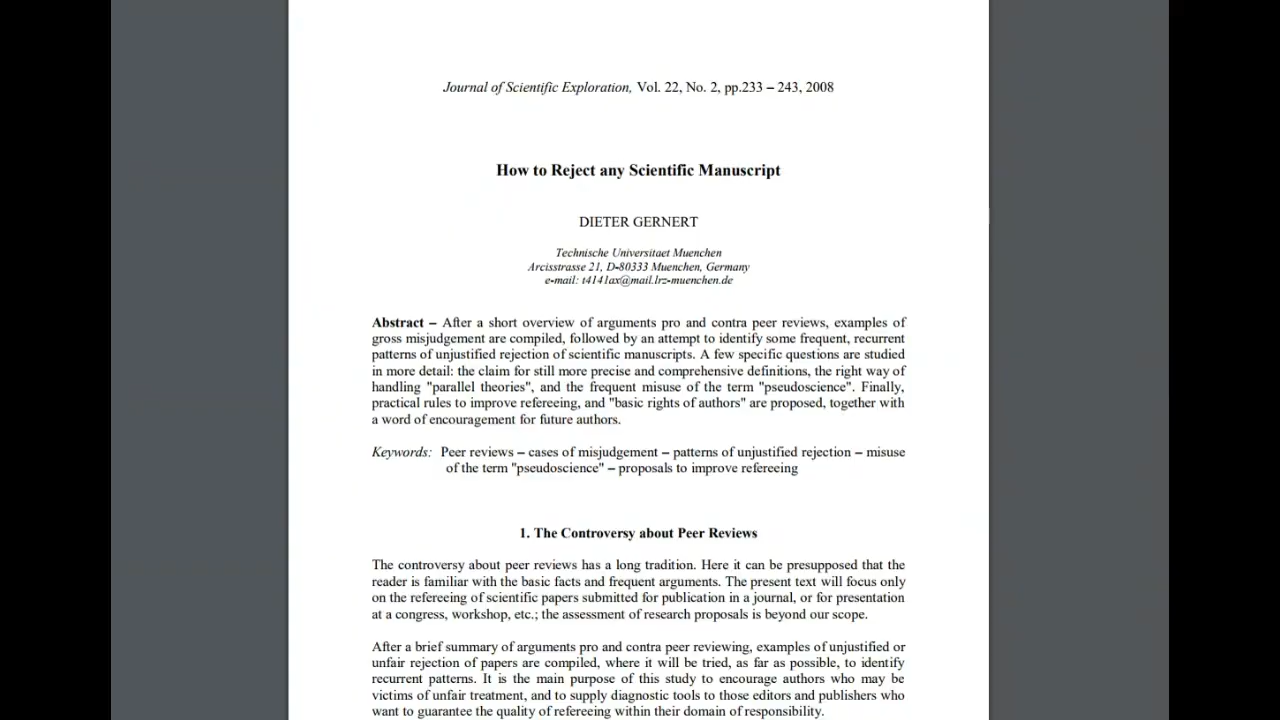 Journal of Scientific Exploration, Vol. 22, No. 2, pp.233 – 243, 2008
How to Reject any Scientific Manuscript
DIETER GERNERT
Technische Universitaet Muenchen
Arcisstrasse 21, D-80333 Muenchen, Germany
e-mail: t4141ax@mail.lrz-muenchen.de
Abstract – After a short overview of arguments pro and contra peer reviews, examples of
gross misjudgement are compiled, followed by an attempt to identify some frequent, recurrent
patterns of unjustified rejection of scientific manuscripts. A few specific questions are studied
in more detail: the claim for still more precise and comprehensive definitions, the right way of
handling "parallel theories", and the frequent misuse of the term "pseudoscience". Finally,
practical rules to improve refereeing, and "basic rights of authors" are proposed, together with
a word of encouragement for future authors.
Keywords: Peer reviews – cases of misjudgement – patterns of unjustified rejection – misuse
of the term "pseudoscience" – proposals to improve refereeing
1. The Controversy about Peer Reviews
The controversy about peer reviews has a long tradition. Here it can be presupposed that the
reader is familiar with the basic facts and frequent arguments. The present text will focus only
on the refereeing of scientific papers submitted for publication in a journal, or for presentation
at a congress, workshop, etc.; the assessment of research proposals is beyond our scope.
After a brief summary of arguments pro and contra peer reviewing, examples of unjustified or
unfair rejection of papers are compiled, where it will be tried, as far as possible, to identify
recurrent patterns. It is the main purpose of this study to encourage authors who may be
victims of unfair treatment, and to supply diagnostic tools to those editors and publishers who
want to guarantee the quality of refereeing within their domain of responsibility.